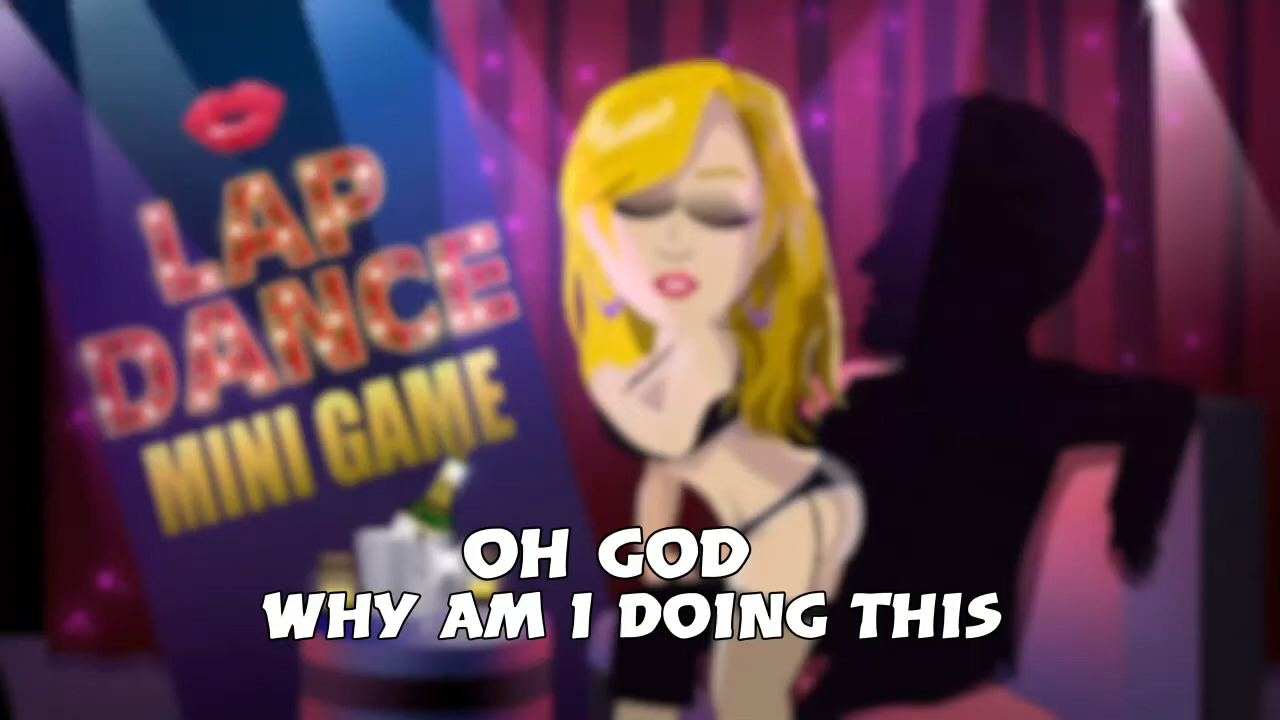 LAP
DANCE
MINI GAME
OH GOD
WHY AM I DOING THIS